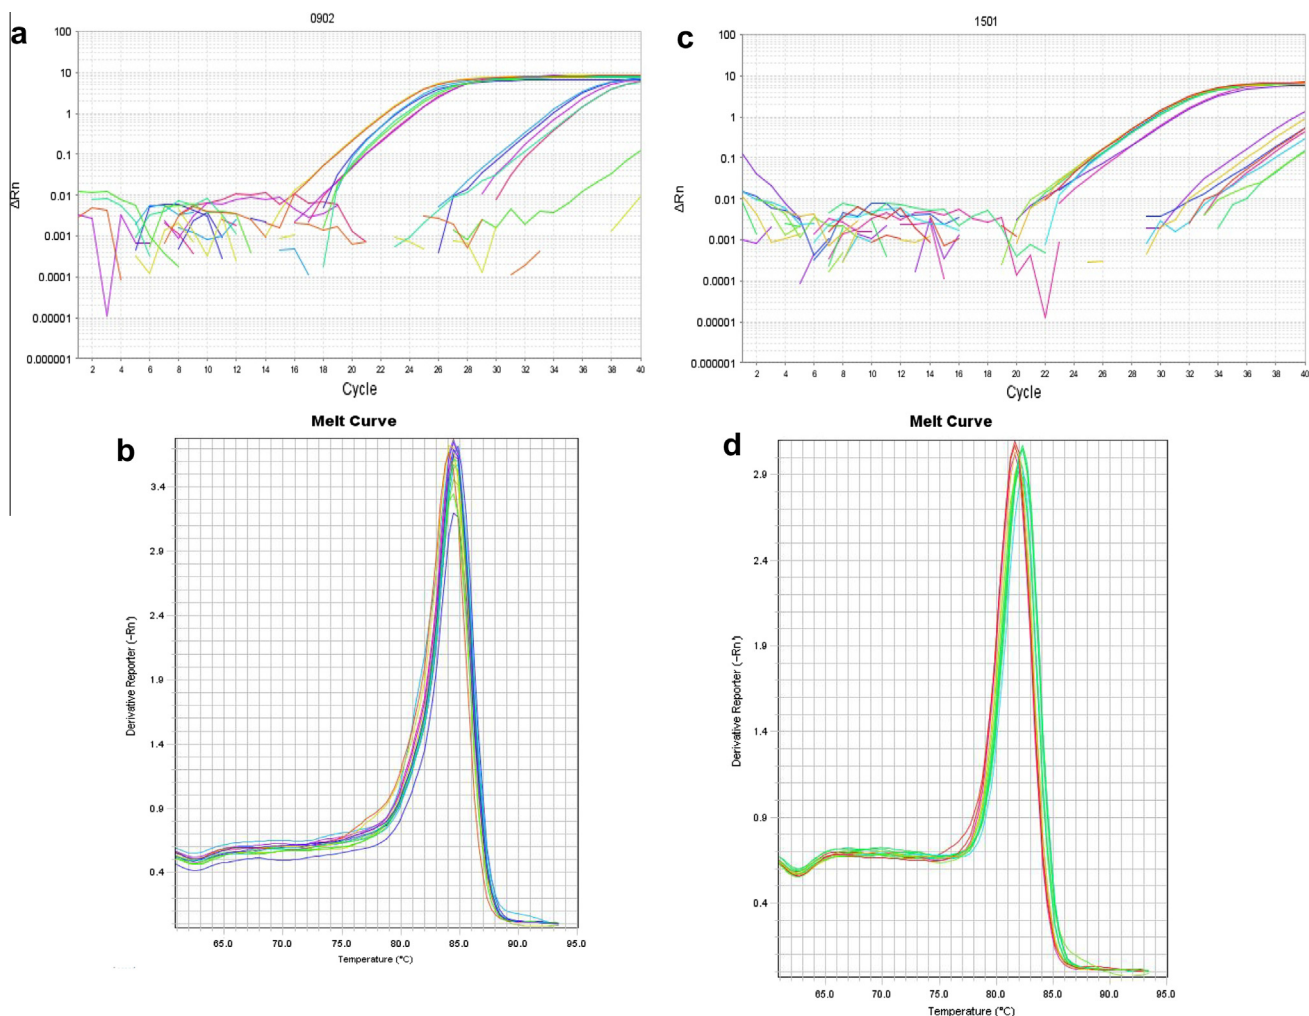 a
0902
100
10
1
0.1
0.01
0.001
0.0001
0.00001
0.000001
ΔRn
2 4 6 8 10 12 14 16 18 20 22 24 26 28 30 32 34 36 38 40
Cycle
c
1501
100
10
1
0.1
0.01
0.001
0.0001
0.00001
0.000001
ΔRn
2 4 6 8 10 12 14 16 18 20 22 24 26 28 30 32 34 36 38 40
Cycle
b
Melt Curve
3.4
2.9
2.4
1.9
1.4
0.9
0.4
Derivative Reporter (-Rn')
65.0 70.0 75.0 80.0 85.0 90.0 95.0
Temperature (°C)
d
Melt Curve
2.9
2.4
1.9
1.4
0.9
0.4
Derivative Reporter (-Rn')
65.0 70.0 75.0 80.0 85.0 90.0 95.0
Temperature (°C)